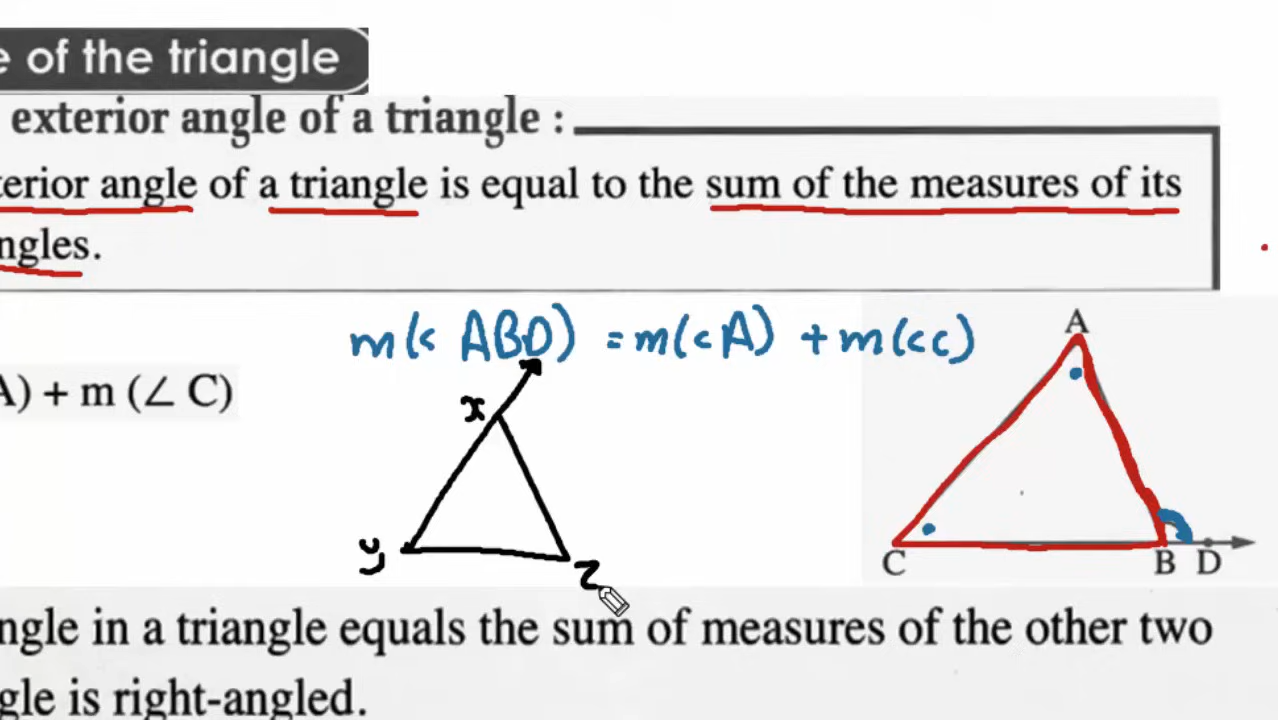 e of the triangle
exterior angle of a triangle :
terior angle of a triangle is equal to the sum of the measures of its
ngles.
m(< ABD) = m(<A) + m(<C)
A) + m (∠ C)
x
y
z
A
C
B D
ngle in a triangle equals the sum of measures of the other two
gle is right-angled.